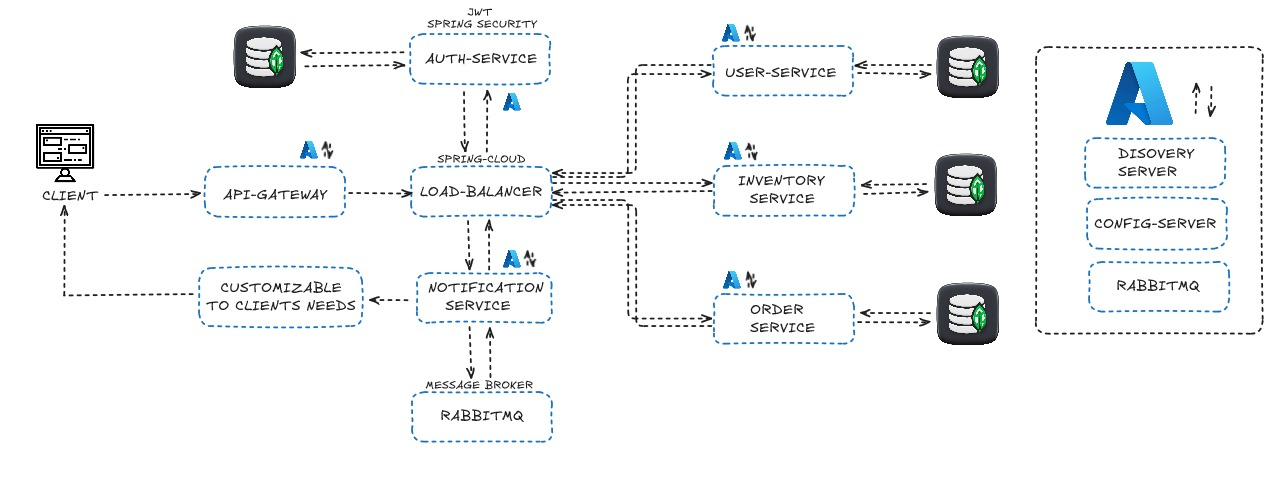 JWT
SPRING SECURITY
AUTH-SERVICE
USER-SERVICE
DISOVERY
SERVER
SPRING-CLOUD
CLIENT
API-GATEWAY
LOAD-BALANCER
INVENTORY
SERVICE
CONFIG-SERVER
CUSTOMIZABLE
TO CLIENTS NEEDS
NOTIFICATION
SERVICE
ORDER
SERVICE
RABBITMQ
MESSAGE BROKER
RABBITMQ